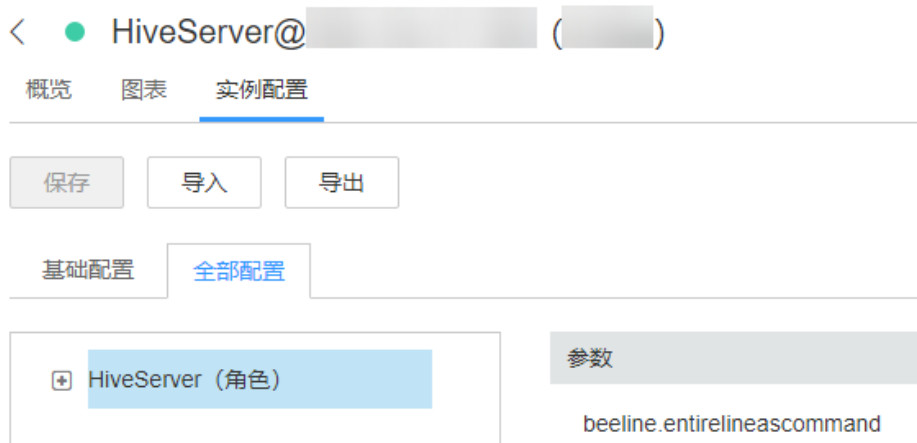 HiveServer@ ( )
概览 图表 实例配置
保存 导入 导出
基础配置 全部配置
HiveServer（角色）
参数
beeline.entirelineascommand